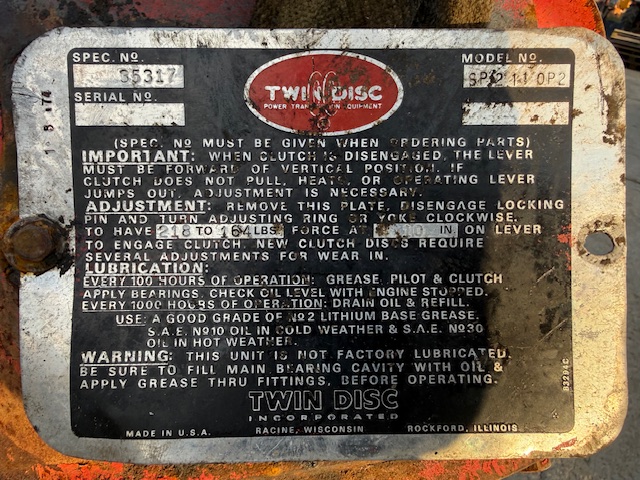 SPEC. Nº.
35317
SERIAL Nº.
TWIN DISC
MODEL Nº.
(SPEC. Nº MUST BE GIVEN WHEN ORDERING PARTS)
IMPORTANT: WHEN CLUTCH IS DISENGAGED, THE LEVER
MUST BE FORWARD OF VERTICAL POSITION. IF
CLUTCH DOES NOT PULL, HEATS, OR OPERATING LEVER
JUMPS OUT, ADJUSTMENT IS NECESSARY.
ADJUSTMENT: REMOVE THIS PLATE, DISENGAGE LOCKING
PIN AND TURN ADJUSTING RING OR YOKE CLOCKWISE.
TO HAVE TO 164 LBS FORCE AT IN. ON LEVER
TO ENGAGE CLUTCH. NEW CLUTCH DISCS REQUIRE
SEVERAL ADJUSTMENTS FOR WEAR IN.
LUBRICATION:
EVERY 100 HOURS OF OPERATION: GREASE PILOT & CLUTCH
APPLY BEARINGS. CHECK OIL LEVEL WITH ENGINE STOPPED.
EVERY 1000 HOURS OF OPERATION: DRAIN OIL & REFILL.
USE: A GOOD GRADE OF Nº2 LITHIUM BASE GREASE.
S.A.E. Nº10 OIL IN COLD WEATHER & S.A.E. Nº30
OIL IN HOT WEATHER.
WARNING: THIS UNIT IS NOT FACTORY LUBRICATED.
BE SURE TO FILL MAIN BEARING CAVITY WITH OIL &
APPLY GREASE THRU FITTINGS, BEFORE OPERATING.
TWIN DISC
INCORPORATED
MADE IN U.S.A. RACINE, WISCONSIN ROCKFORD, ILLINOIS